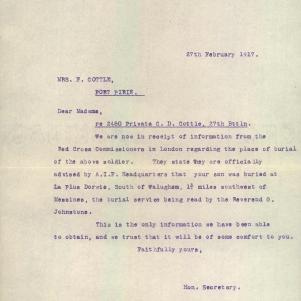 27th February 1917.
MRS. F. COTTLE,
PORT PIRIE.
Dear Madame,
re 2480 Private C. D. Cottle, 27th Bttln.
We are now in receipt of information from the
Red Cross Commissioners in London regarding the place of burial
of the above soldier. They state they are officially
advised by A.I.F. Headquarters that your son was buried at
La Plus Dorvie, South of Walugham, 1½ miles southwest of
Messines, the burial service being read by the Reverend O.
Johnstone.
This is the only information we have been able
to obtain, and we trust that it will be of some comfort to you.
Faithfully yours,
Hon. Secretary.